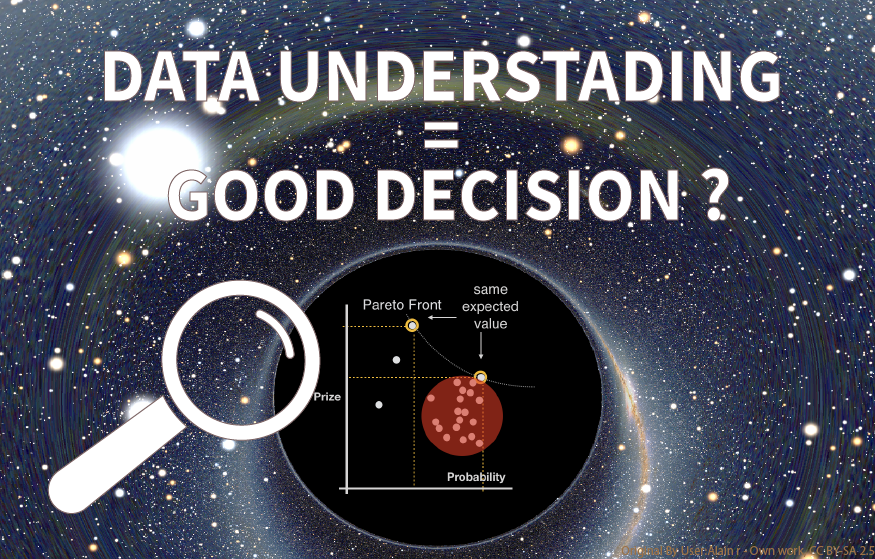 DATA UNDERSTADING
=
GOOD DECISION ?
Pareto Front
same
expected
value
Prize
Probability
By User:Alain r - Own work, CC BY-SA 2.5